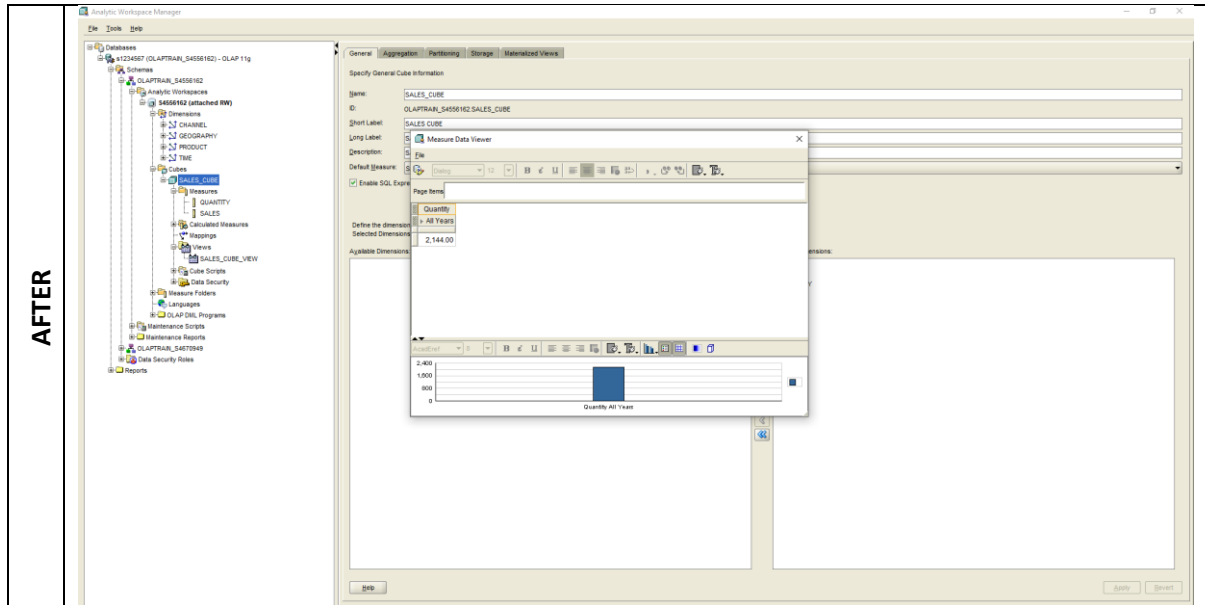 AFTER
Analytic Workspace Manager
File Tools Help
Databases
s1234567 (OLAPTRAIN_S4556162) - OLAP 11g
Schemas
OLAPTRAIN_S4556162
Analytic Workspaces
S4556162 (attached RW)
Dimensions
CHANNEL
GEOGRAPHY
PRODUCT
TIME
Cubes
SALES_CUBE
Measures
QUANTITY
SALES
Calculated Measures
Mappings
Views
SALES_CUBE_VIEW
Cube Scripts
Data Security
Measure Folders
Languages
OLAP DML Programs
Maintenance Scripts
Maintenance Reports
OLAPTRAIN_S4670949
Data Security Roles
Reports
General Aggregation Partitioning Storage Materialized Views
Specify General Cube Information
Name: SALES_CUBE
ID: OLAPTRAIN_S4556162.SALES_CUBE
Short Label: SALES CUBE
Long Label: S
Description: S
Default Measure: S
Enable SQL Expre
Define the dimension
Selected Dimensions
Available Dimensions: ensions:
Y
Measure Data Viewer
File
Dialog 12 B U
Page Items
Quantity
All Years
2,144.00
9 B U
2,400
1,600
800
0
Quantity All Years
Help Apply Revert